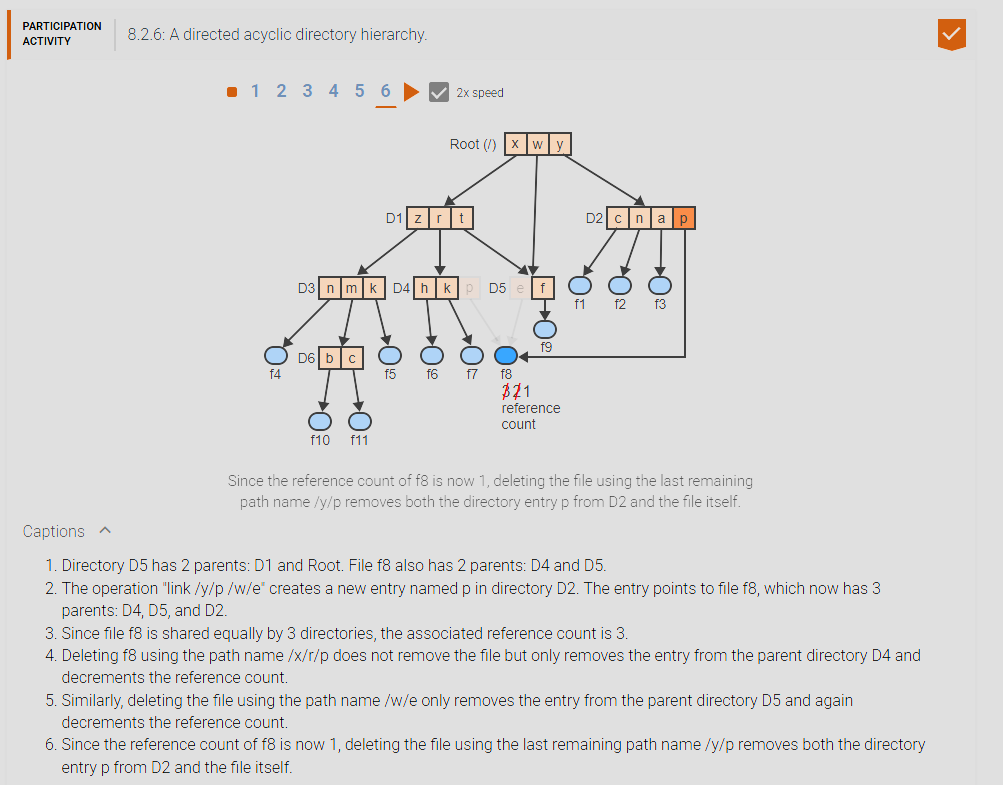 PARTICIPATION
ACTIVITY
8.2.6: A directed acyclic directory hierarchy.
1 2 3 4 5 6 2x speed
Root (/) x w y
D1 z r t
D2 c n a p
D3 n m k
D4 h k p
D5 e f
f1 f2 f3
f9
D6 b c
f4 f5 f6 f7 f8
3 2 1
reference
count
f10 f11
Since the reference count of f8 is now 1, deleting the file using the last remaining
path name /y/p removes both the directory entry p from D2 and the file itself.
Captions
1. Directory D5 has 2 parents: D1 and Root. File f8 also has 2 parents: D4 and D5.
2. The operation "link /y/p /w/e" creates a new entry named p in directory D2. The entry points to file f8, which now has 3
parents: D4, D5, and D2.
3. Since file f8 is shared equally by 3 directories, the associated reference count is 3.
4. Deleting f8 using the path name /x/r/p does not remove the file but only removes the entry from the parent directory D4 and
decrements the reference count.
5. Similarly, deleting the file using the path name /w/e only removes the entry from the parent directory D5 and again
decrements the reference count.
6. Since the reference count of f8 is now 1, deleting the file using the last remaining path name /y/p removes both the directory
entry p from D2 and the file itself.